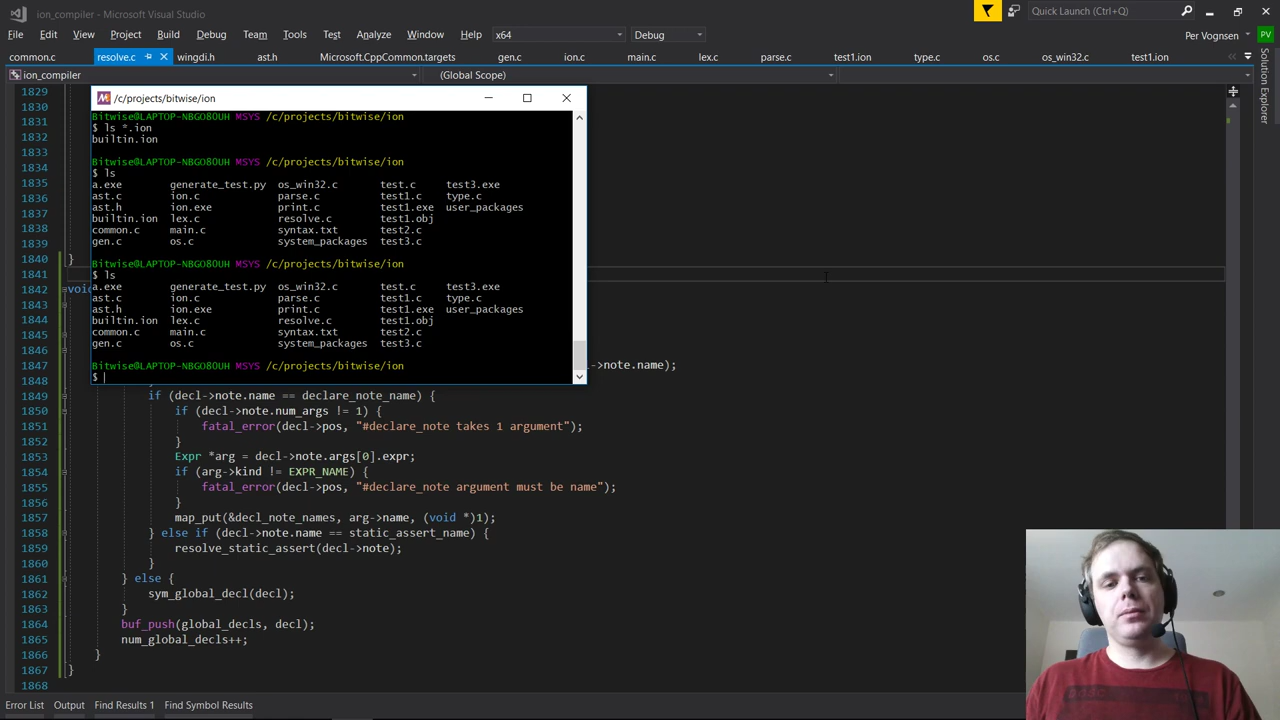 ion_compiler - Microsoft Visual Studio
Quick Launch (Ctrl+Q)
File Edit View Project Build Debug Team Tools Test Analyze Window Help x64 Debug
Per Vognsen PV
common.c resolve.c wingdi.h ast.h Microsoft.CppCommon.targets gen.c ion.c main.c lex.c parse.c test1.ion type.c os.c os_win32.c test1.ion
ion_compiler (Global Scope)
Solution Explorer
/c/projects/bitwise/ion
Bitwise@LAPTOP-NBGO8OUH MSYS /c/projects/bitwise/ion
$ ls *.ion
builtin.ion
Bitwise@LAPTOP-NBGO8OUH MSYS /c/projects/bitwise/ion
$ ls
a.exe generate_test.py os_win32.c test.c test3.exe
ast.c ion.c parse.c test1.c type.c
ast.h ion.exe print.c test1.exe user_packages
builtin.ion lex.c resolve.c test1.obj
common.c main.c syntax.txt test2.c
gen.c os.c system_packages test3.c
Bitwise@LAPTOP-NBGO8OUH MSYS /c/projects/bitwise/ion
$ ls
a.exe generate_test.py os_win32.c test.c test3.exe
ast.c ion.c parse.c test1.c type.c
ast.h ion.exe print.c test1.exe user_packages
builtin.ion lex.c resolve.c test1.obj
common.c main.c syntax.txt test2.c
gen.c os.c system_packages test3.c
Bitwise@LAPTOP-NBGO8OUH MSYS /c/projects/bitwise/ion
$
1829
1830
1831
1832
1833
1834
1835
1836
1837
1838
1839
1840 }
1841
1842 void
1843
1844
1845
1846
1847 >note.name);
1848
1849 if (decl->note.name == declare_note_name) {
1850 if (decl->note.num_args != 1) {
1851 fatal_error(decl->pos, "#declare_note takes 1 argument");
1852 }
1853 Expr *arg = decl->note.args[0].expr;
1854 if (arg->kind != EXPR_NAME) {
1855 fatal_error(decl->pos, "#declare_note argument must be name");
1856 }
1857 map_put(&decl_note_names, arg->name, (void *)1);
1858 } else if (decl->note.name == static_assert_name) {
1859 resolve_static_assert(decl->note);
1860 }
1861 } else {
1862 sym_global_decl(decl);
1863 }
1864 buf_push(global_decls, decl);
1865 num_global_decls++;
1866 }
1867 }
1868
Error List Output Find Results 1 Find Symbol Results